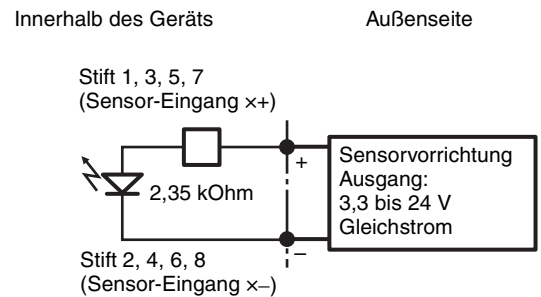 Innerhalb des Geräts
Außenseite
Stift 1, 3, 5, 7
(Sensor-Eingang ×+)
+
2,35 kOhm
Sensorvorrichtung
Ausgang:
3,3 bis 24 V
Gleichstrom
–
Stift 2, 4, 6, 8
(Sensor-Eingang ×–)